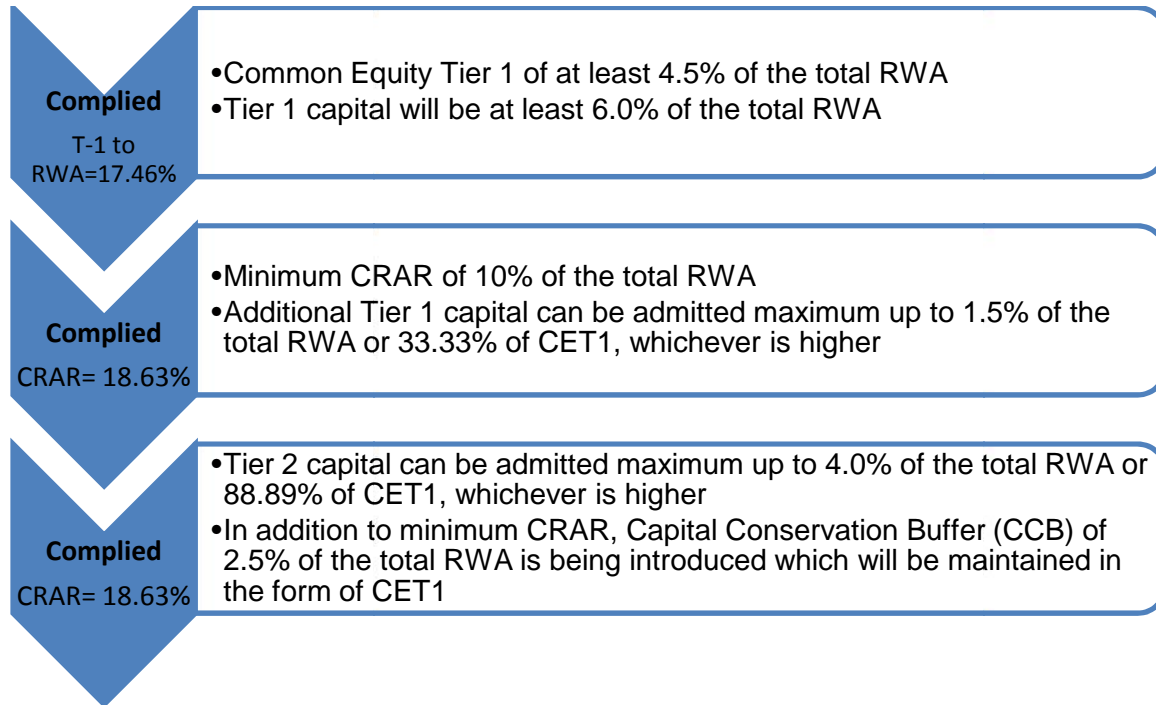 Complied
T-1 to
RWA=17.46%
•Common Equity Tier 1 of at least 4.5% of the total RWA
•Tier 1 capital will be at least 6.0% of the total RWA
Complied
CRAR= 18.63%
•Minimum CRAR of 10% of the total RWA
•Additional Tier 1 capital can be admitted maximum up to 1.5% of the
total RWA or 33.33% of CET1, whichever is higher
Complied
CRAR= 18.63%
•Tier 2 capital can be admitted maximum up to 4.0% of the total RWA or
88.89% of CET1, whichever is higher
•In addition to minimum CRAR, Capital Conservation Buffer (CCB) of
2.5% of the total RWA is being introduced which will be maintained in
the form of CET1